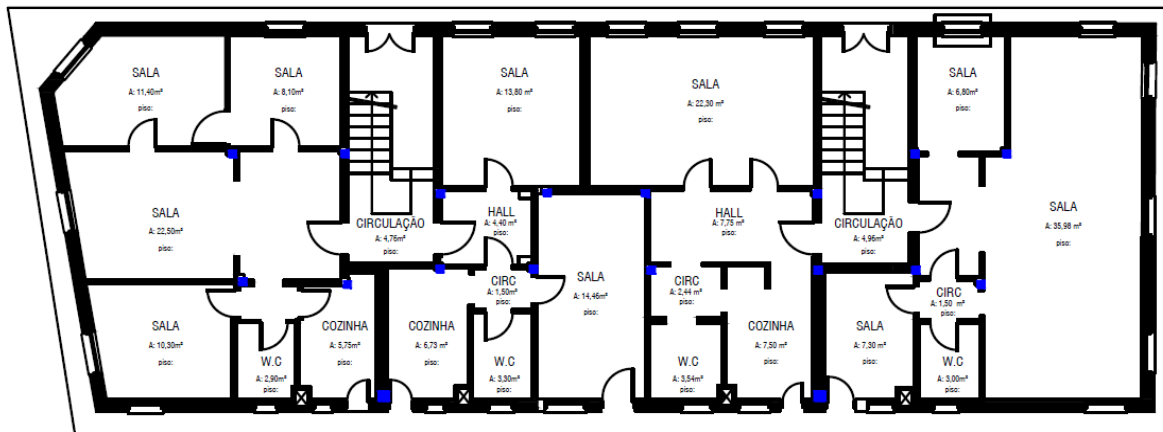 SALA
A: 11,40m²
piso:
SALA
A: 8,10m²
piso:
SALA
A: 13,80 m²
piso:
SALA
A: 22,30 m²
piso:
SALA
A: 6,80m²
piso:
SALA
A: 22,50m²
piso:
CIRCULAÇÃO
A: 4,76m²
piso:
HALL
A: 4,40 m²
piso:
HALL
A: 7,75 m²
piso:
CIRCULAÇÃO
A: 4,96m²
piso:
SALA
A: 35,98 m²
piso:
SALA
A: 14,46m²
piso:
CIRC
A: 1,50m²
piso:
CIRC
A: 2,44 m²
piso:
CIRC
A: 1,50 m²
piso:
SALA
A: 10,30m²
piso:
W.C
A: 2,90m²
piso:
COZINHA
A: 5,75m²
piso:
COZINHA
A: 6,73 m²
piso:
W.C
A: 3,30m²
piso:
W.C
A: 3,54m²
piso:
COZINHA
A: 7,50 m²
piso:
SALA
A: 7,30 m²
piso:
W.C
A: 3,00m²
piso: